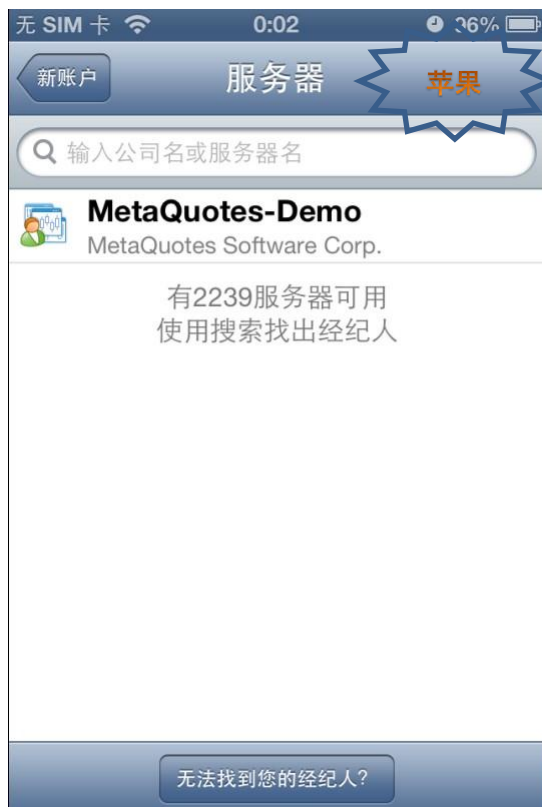 无 SIM 卡 0:02 96%
新账户 服务器 苹果
输入公司名或服务器名
MetaQuotes-Demo
MetaQuotes Software Corp.
有2239服务器可用
使用搜索找出经纪人
无法找到您的经纪人?